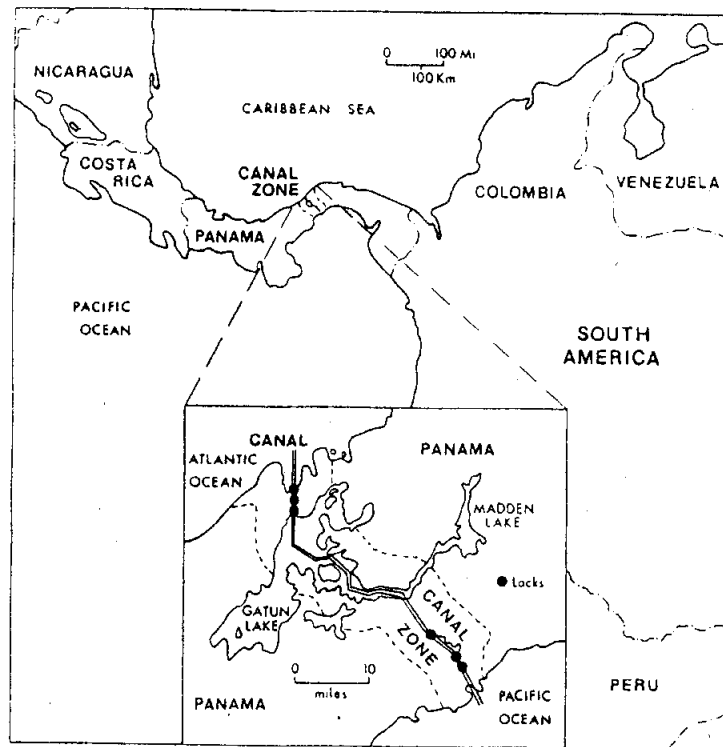 0 100 Mi
100 Km
NICARAGUA
CARIBBEAN SEA
COSTA
RICA
CANAL
ZONE
COLOMBIA
VENEZUELA
PANAMA
PACIFIC
OCEAN
SOUTH
AMERICA
CANAL
PANAMA
ATLANTIC
OCEAN
MADDEN
LAKE
Locks
CANAL
ZONE
GATUN
LAKE
0 10
miles
PANAMA
PACIFIC
OCEAN
PERU